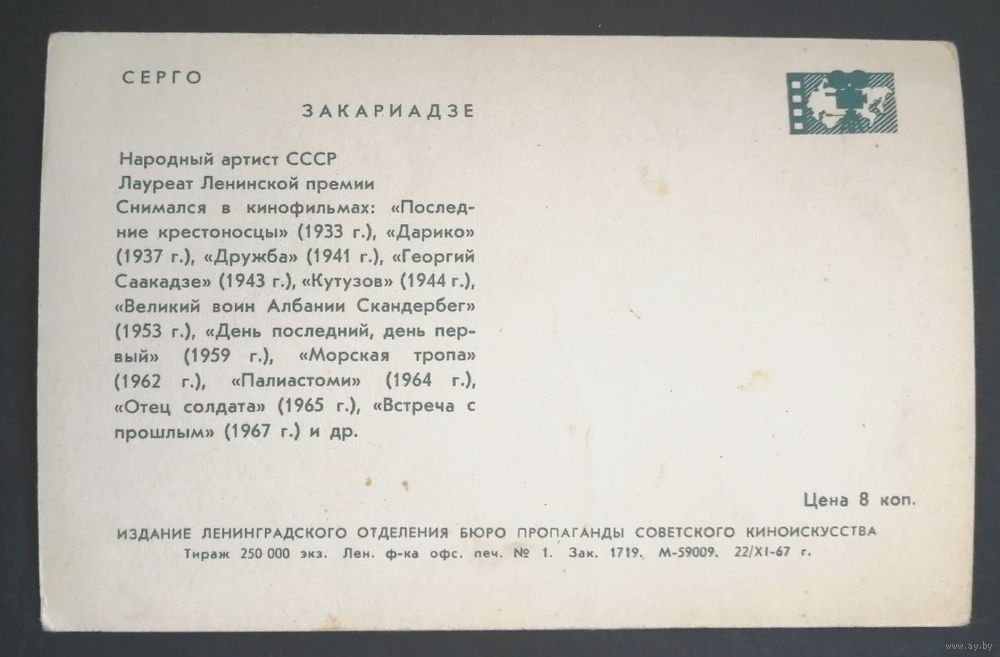 СЕРГО
ЗАКАРИАДЗЕ
Народный артист СССР
Лауреат Ленинской премии
Снимался в кинофильмах: «Послед-
ние крестоносцы» (1933 г.), «Дарико»
(1937 г.), «Дружба» (1941 г.), «Георгий
Саакадзе» (1943 г.), «Кутузов» (1944 г.),
«Великий воин Албании Скандербег»
(1953 г.), «День последний, день пер-
вый» (1959 г.), «Морская тропа»
(1962 г.), «Палиастоми» (1964 г.),
«Отец солдата» (1965 г.), «Встреча с
прошлым» (1967 г.) и др.
Цена 8 коп.
ИЗДАНИЕ ЛЕНИНГРАДСКОГО ОТДЕЛЕНИЯ БЮРО ПРОПАГАНДЫ СОВЕТСКОГО КИНОИСКУССТВА
Тираж 250 000 экз. Лен. ф-ка офс. печ. № 1. Зак. 1719. М-59009. 22/XI-67 г.
www.ay.by